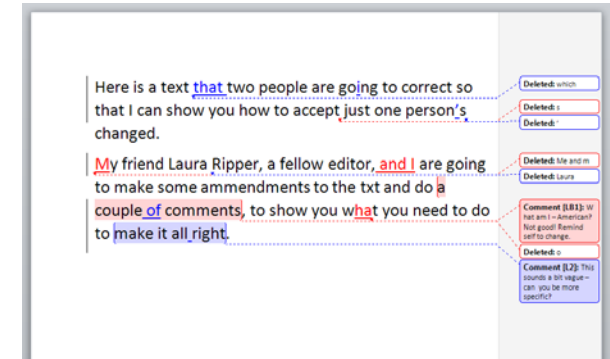 Here is a text that two people are going to correct so
that I can show you how to accept just one person's
changed.
My friend Laura Ripper, a fellow editor, and I are going
to make some ammendments to the txt and do a
couple of comments, to show you what you need to do
to make it all right.
Deleted: which
Deleted: s
Deleted: '
Deleted: Me and m
Deleted: Laura
Comment [LB1]: W
hat am I – American?
Not good! Remind
self to change.
Deleted: o
Comment [L2]: This
sounds a bit vague –
can you be more
specific?